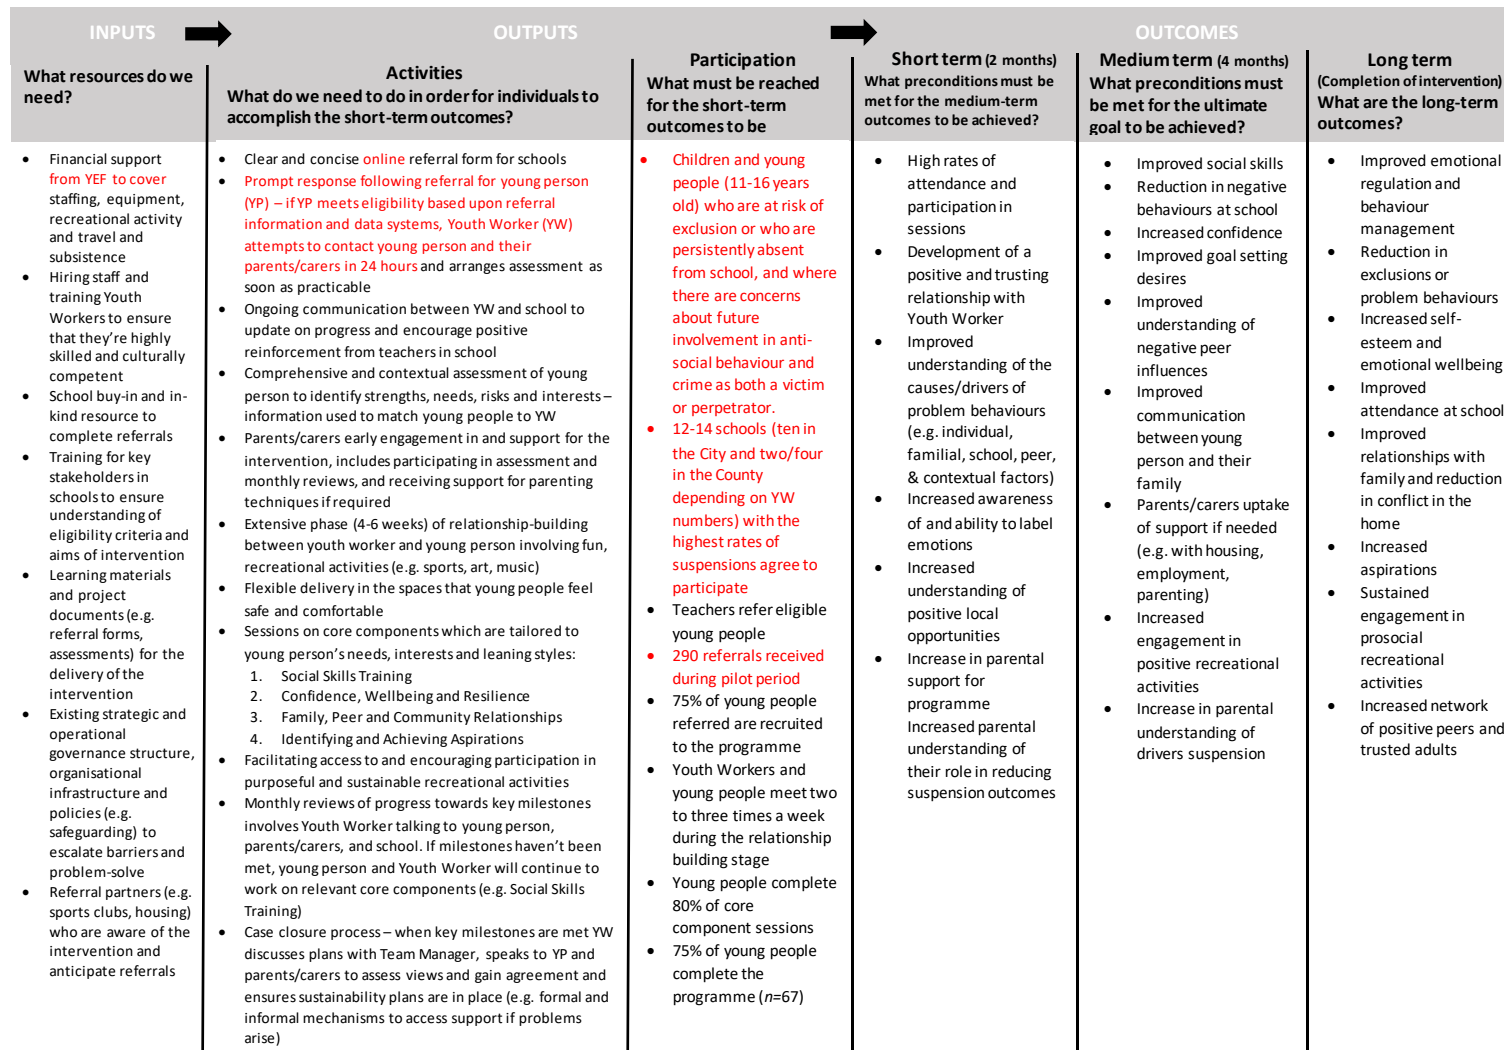 INPUTS
OUTPUTS
OUTCOMES
What resources do we
need?
Activities
What do we need to do in order for individuals to
accomplish the short-term outcomes?
Participation
What must be reached
for the short-term
outcomes to be
Short term (2 months)
What preconditions must be
met for the medium-term
outcomes to be achieved?
Medium term (4 months)
What preconditions must
be met for the ultimate
goal to be achieved?
Long term
(Completion of intervention)
What are the long-term
outcomes?
• Financial support
from YEF to cover
staffing, equipment,
recreational activity
and travel and
subsistence
• Hiring staff and
training Youth
Workers to ensure
that they're highly
skilled and culturally
competent
• School buy-in and in-
kind resource to
complete referrals
• Training for key
stakeholders in
schools to ensure
understanding of
eligibility criteria and
aims of intervention
• Learning materials
and project
documents (e.g.
referral forms,
assessments) for the
delivery of the
intervention
• Existing strategic and
operational
governance structure,
organisational
infrastructure and
policies (e.g.
safeguarding) to
escalate barriers and
problem-solve
• Referral partners (e.g.
sports clubs, housing)
who are aware of the
intervention and
anticipate referrals
• Clear and concise online referral form for schools
• Prompt response following referral for young person
(YP) – if YP meets eligibility based upon referral
information and data systems, Youth Worker (YW)
attempts to contact young person and their
parents/carers in 24 hours and arranges assessment as
soon as practicable
• Ongoing communication between YW and school to
update on progress and encourage positive
reinforcement from teachers in school
• Comprehensive and contextual assessment of young
person to identify strengths, needs, risks and interests –
information used to match young people to YW
• Parents/carers early engagement in and support for the
intervention, includes participating in assessment and
monthly reviews, and receiving support for parenting
techniques if required
• Extensive phase (4-6 weeks) of relationship-building
between youth worker and young person involving fun,
recreational activities (e.g. sports, art, music)
• Flexible delivery in the spaces that young people feel
safe and comfortable
• Sessions on core components which are tailored to
young person's needs, interests and leaning styles:
1. Social Skills Training
2. Confidence, Wellbeing and Resilience
3. Family, Peer and Community Relationships
4. Identifying and Achieving Aspirations
• Facilitating access to and encouraging participation in
purposeful and sustainable recreational activities
• Monthly reviews of progress towards key milestones
involves Youth Worker talking to young person,
parents/carers, and school. If milestones haven't been
met, young person and Youth Worker will continue to
work on relevant core components (e.g. Social Skills
Training)
• Case closure process – when key milestones are met YW
discusses plans with Team Manager, speaks to YP and
parents/carers to assess views and gain agreement and
ensures sustainability plans are in place (e.g. formal and
informal mechanisms to access support if problems
arise)
• Children and young
people (11-16 years
old) who are at risk of
exclusion or who are
persistently absent
from school, and where
there are concerns
about future
involvement in anti-
social behaviour and
crime as both a victim
or perpetrator.
• 12-14 schools (ten in
the City and two/four
in the County
depending on YW
numbers) with the
highest rates of
suspensions agree to
participate
• Teachers refer eligible
young people
• 290 referrals received
during pilot period
• 75% of young people
referred are recruited
to the programme
• Youth Workers and
young people meet two
to three times a week
during the relationship
building stage
• Young people complete
80% of core
component sessions
• 75% of young people
complete the
programme (n=67)
• High rates of
attendance and
participation in
sessions
• Development of a
positive and trusting
relationship with
Youth Worker
• Improved
understanding of the
causes/drivers of
problem behaviours
(e.g. individual,
familial, school, peer,
& contextual factors)
• Increased awareness
of and ability to label
emotions
• Increased
understanding of
positive local
opportunities
• Increase in parental
support for
programme
Increased parental
understanding of
their role in reducing
suspension outcomes
• Improved social skills
• Reduction in negative
behaviours at school
• Increased confidence
• Improved goal setting
desires
• Improved
understanding of
negative peer
influences
• Improved
communication
between young
person and their
family
• Parents/carers uptake
of support if needed
(e.g. with housing,
employment,
parenting)
• Increased
engagement in
positive recreational
activities
• Increase in parental
understanding of
drivers suspension
• Improved emotional
regulation and
behaviour
management
• Reduction in
exclusions or
problem behaviours
• Increased self-
esteem and
emotional wellbeing
• Improved
attendance at school
• Improved
relationships with
family and reduction
in conflict in the
home
• Increased
aspirations
• Sustained
engagement in
prosocial
recreational
activities
• Increased network
of positive peers and
trusted adults